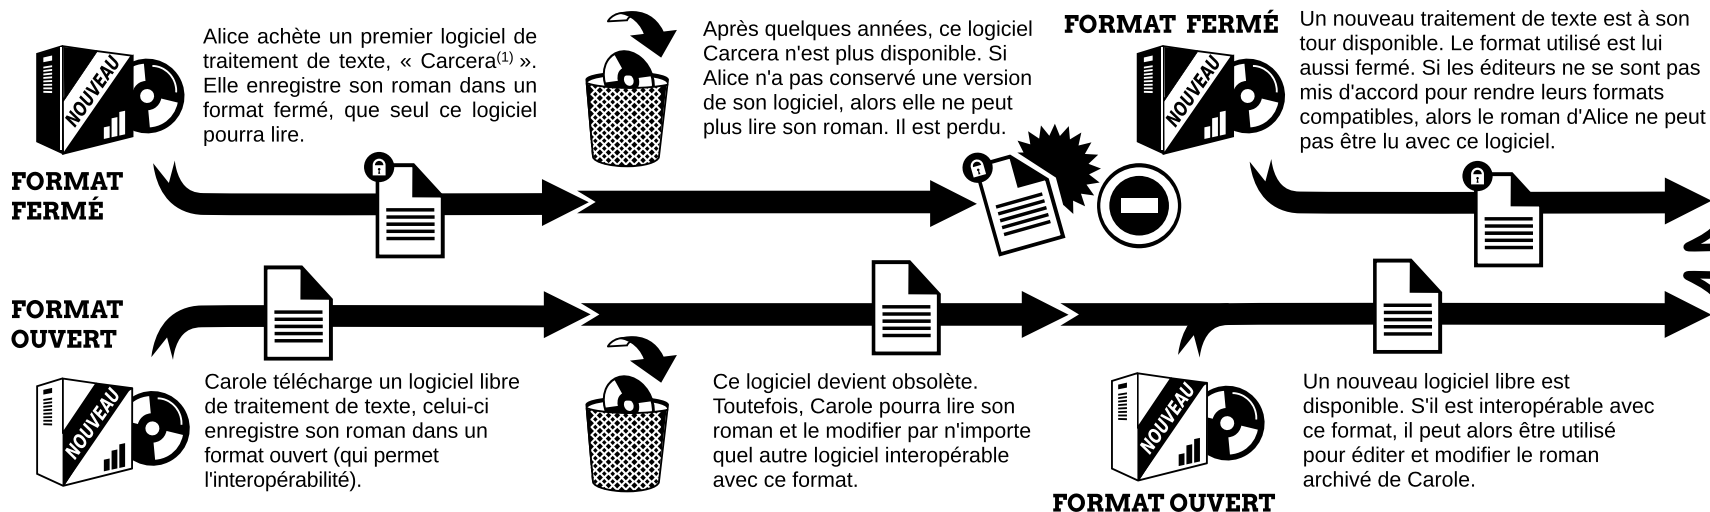 Alice achète un premier logiciel de
traitement de texte, « Carcera(1) ».
Elle enregistre son roman dans un
format fermé, que seul ce logiciel
pourra lire.
NOUVEAU
FORMAT
FERMÉ
Après quelques années, ce logiciel
Carcera n'est plus disponible. Si
Alice n'a pas conservé une version
de son logiciel, alors elle ne peut
plus lire son roman. Il est perdu.
FORMAT FERMÉ
NOUVEAU
Un nouveau traitement de texte est à son
tour disponible. Le format utilisé est lui
aussi fermé. Si les éditeurs ne se sont pas
mis d'accord pour rendre leurs formats
compatibles, alors le roman d'Alice ne peut
pas être lu avec ce logiciel.
FORMAT
OUVERT
NOUVEAU
Carole télécharge un logiciel libre
de traitement de texte, celui-ci
enregistre son roman dans un
format ouvert (qui permet
l'interopérabilité).
Ce logiciel devient obsolète.
Toutefois, Carole pourra lire son
roman et le modifier par n'importe
quel autre logiciel interopérable
avec ce format.
NOUVEAU
FORMAT OUVERT
Un nouveau logiciel libre est
disponible. S'il est interopérable avec
ce format, il peut alors être utilisé
pour éditer et modifier le roman
archivé de Carole.